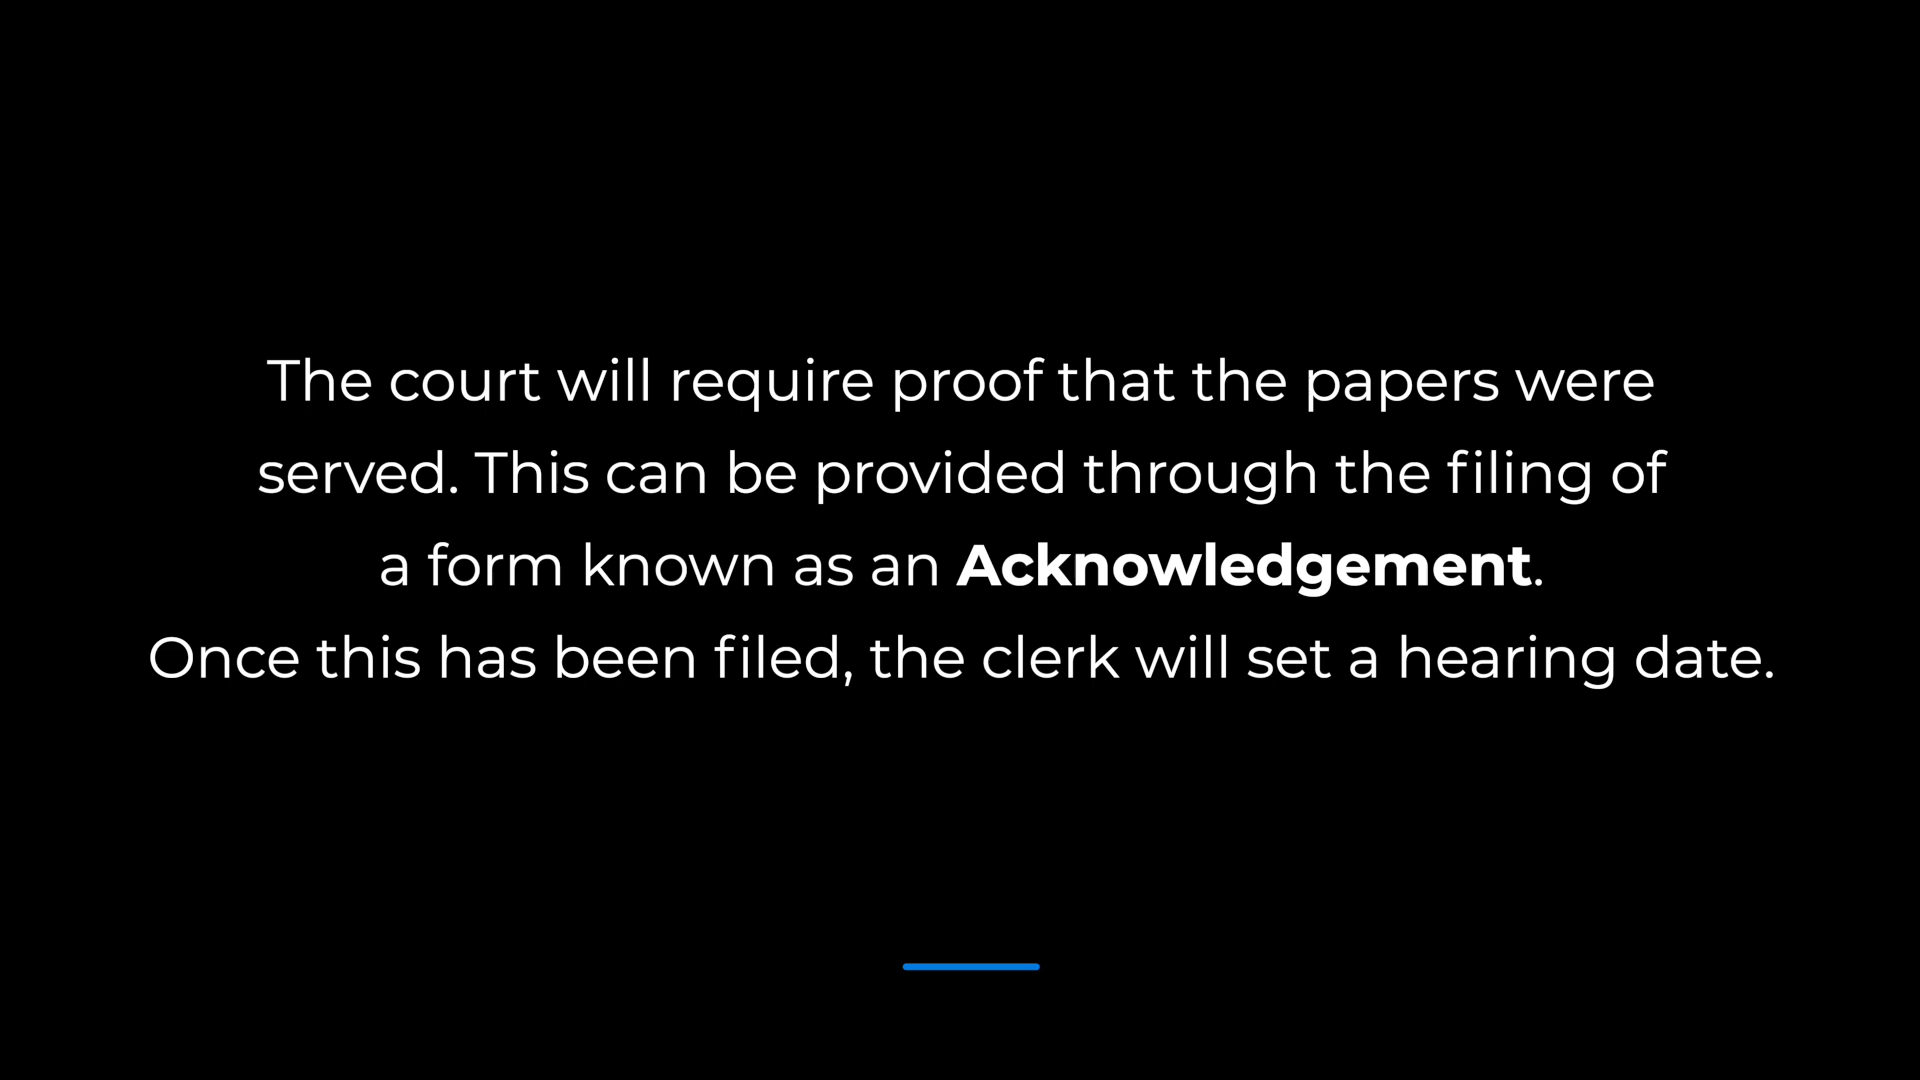 The court will require proof that the papers were
served. This can be provided through the filing of
a form known as an Acknowledgement.
Once this has been filed, the clerk will set a hearing date.